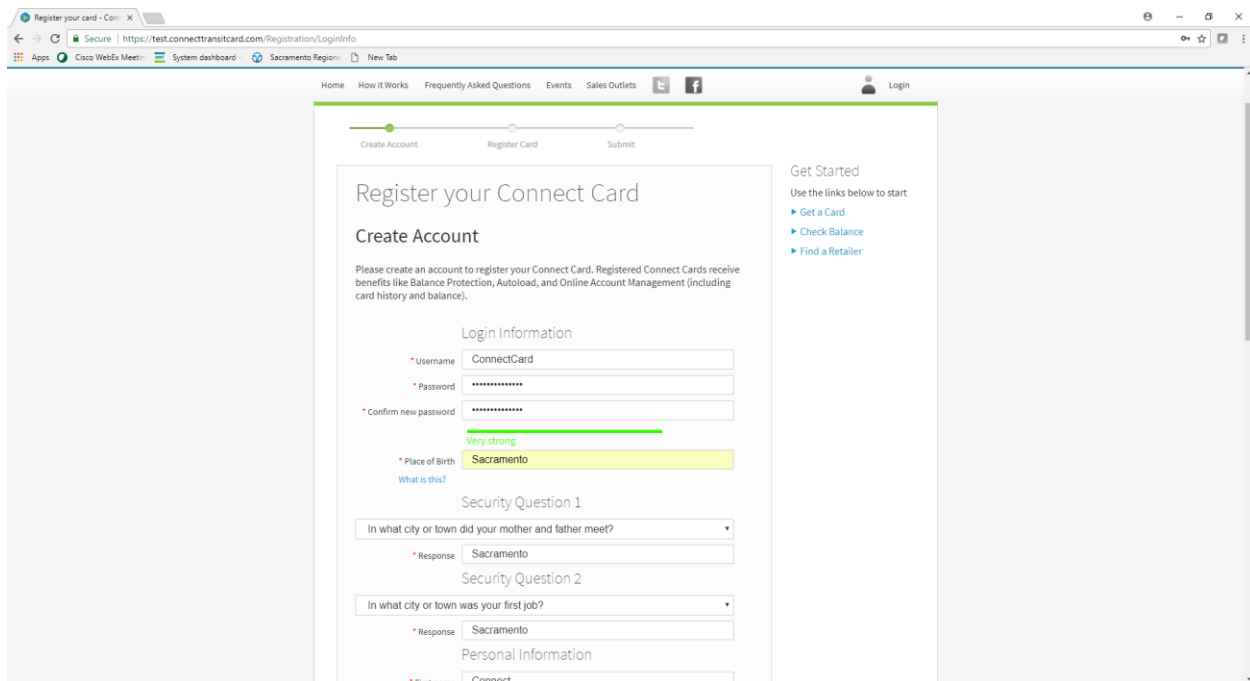 Register your card - Con
Secure | https://test.connecttransitcard.com/Registration/LoginInfo
Apps Cisco WebEx Meetin System dashboard - Sacramento Regiona New Tab
Home How It Works Frequently Asked Questions Events Sales Outlets t f Login
Create Account Register Card Submit
Get Started
Use the links below to start
Get a Card
Check Balance
Find a Retailer
Register your Connect Card
Create Account
Please create an account to register your Connect Card. Registered Connect Cards receive
benefits like Balance Protection, Autoload, and Online Account Management (including
card history and balance).
Login Information
* Username ConnectCard
* Password ••••••••••••••
* Confirm new password ••••••••••••••
Very strong
* Place of Birth Sacramento
What is this?
Security Question 1
In what city or town did your mother and father meet?
* Response Sacramento
Security Question 2
In what city or town was your first job?
* Response Sacramento
Personal Information
Connect